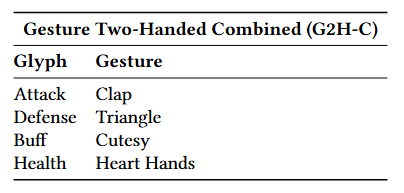 Gesture Two-Handed Combined (G2H-C)
Glyph Gesture
Attack Clap
Defense Triangle
Buff Cutesy
Health Heart Hands